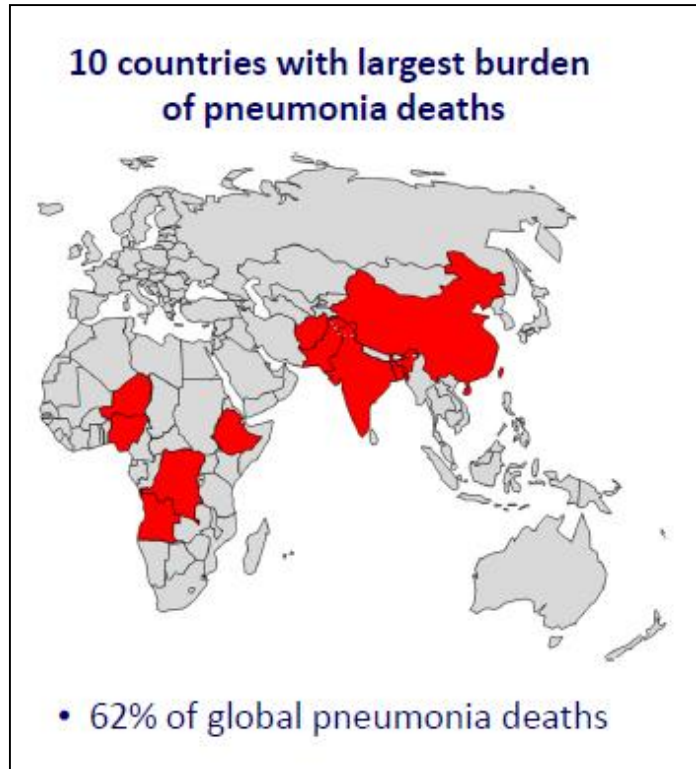 10 countries with largest burden
of pneumonia deaths
• 62% of global pneumonia deaths